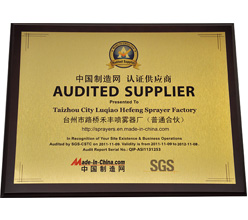 中国制造网 认证供应商
AUDITED SUPPLIER
Presented To
Taizhou City Luqiao Hefeng Sprayer Factory
台州市路桥禾丰喷雾器厂（普通合伙）
http://sprayers.en.made-in-china.com
In Recognition of Your Site Existence & Business Operations
Audited by SGS-CSTC on 2011-11-09. Validity is from 2011-11-09 to 2012-11-08.
Audit Report Serial No.: QIP-ASI1131253
Made-in-China.com
中国制造网
SGS